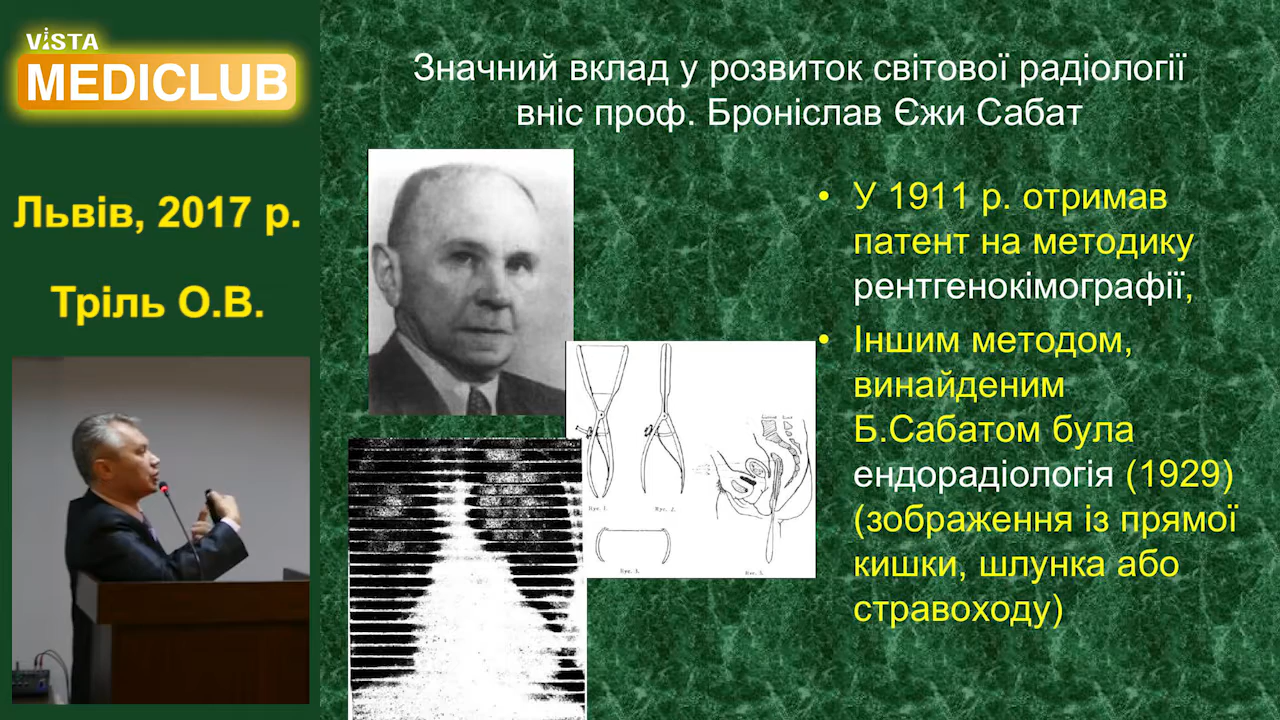 ViSTA
MEDICLUB
Львів, 2017 р.
Тріль О.В.
Значний вклад у розвиток світової радіології
вніс проф. Броніслав Єжи Сабат
• У 1911 р. отримав
патент на методику
рентгенокімографії,
• Іншим методом,
винайденим
Б.Сабатом була
ендорадіологія (1929)
(зображення із прямої
кишки, шлунка або
стравоходу)